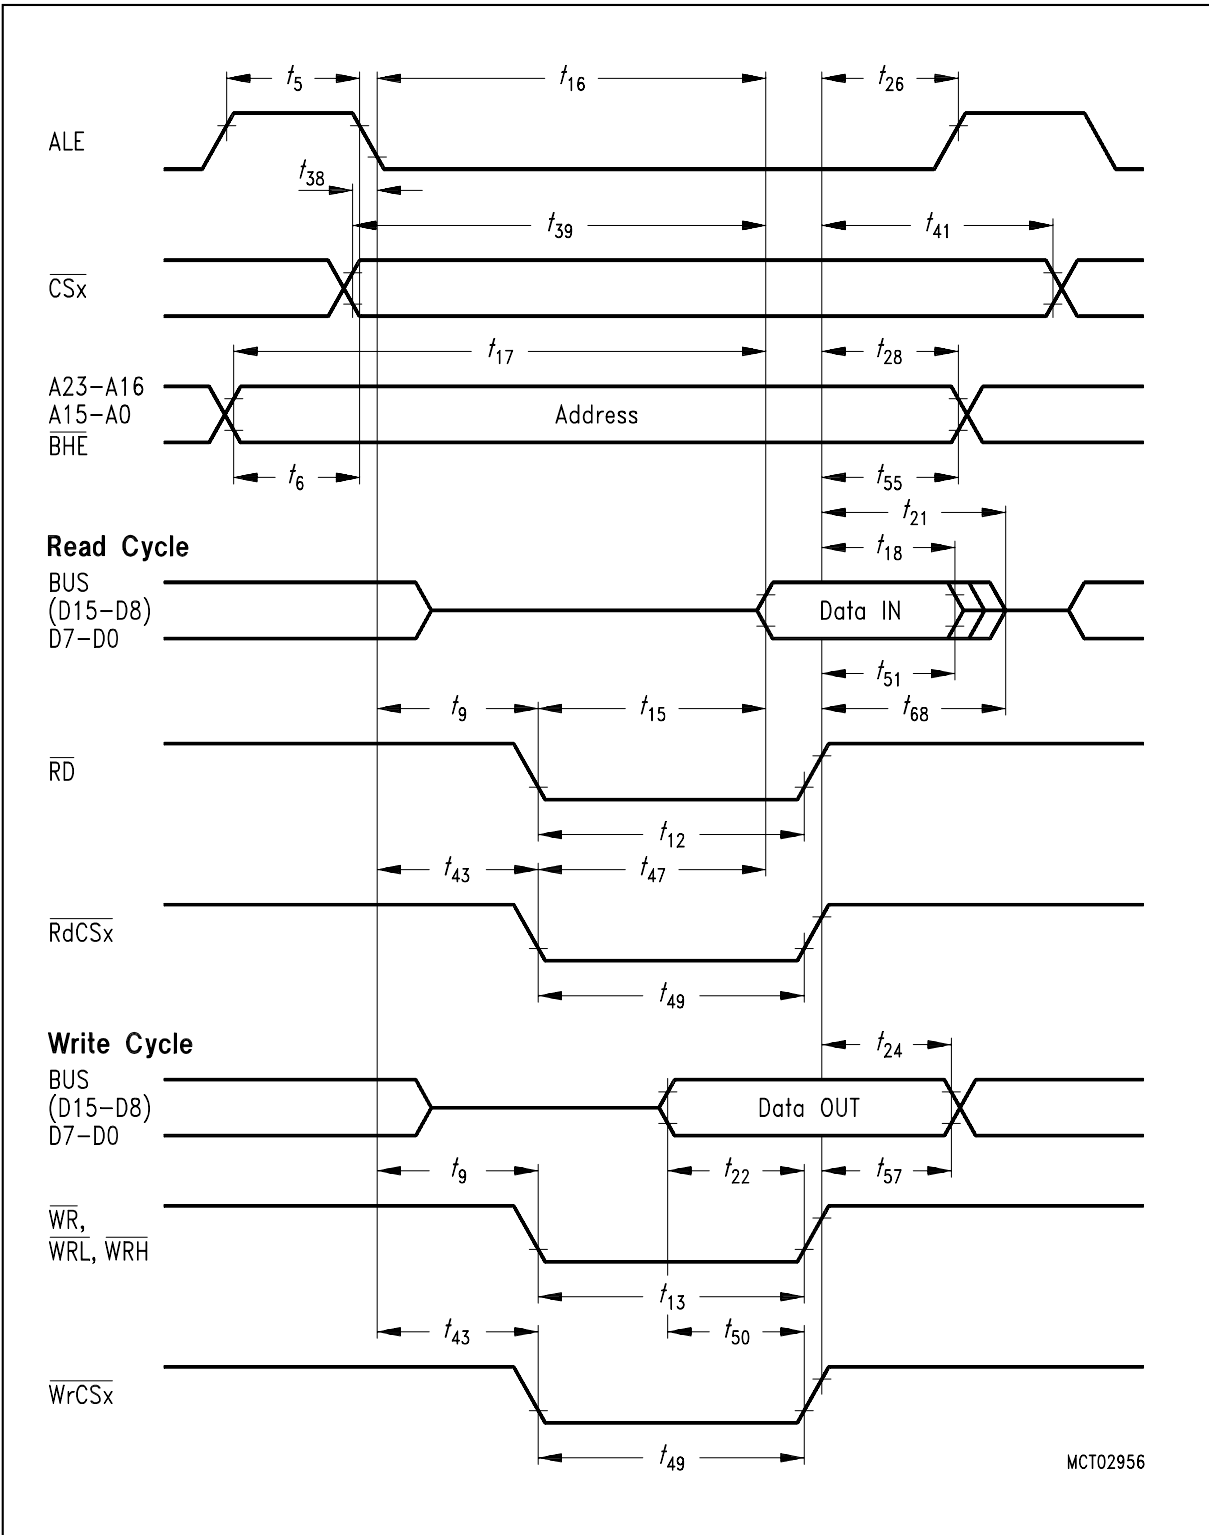 t5 t16 t26
ALE
t38
t39 t41
CSx
t17 t28
A23-A16
A15-A0
BHE
Address
t6 t55
t21
Read Cycle
t18
BUS
(D15-D8)
D7-D0
Data IN
t51
t9 t15 t68
RD
t12
t43 t47
RdCSx
t49
Write Cycle
t24
BUS
(D15-D8)
D7-D0
Data OUT
t9 t22 t57
WR,
WRL, WRH
t13
t43 t50
WrCSx
t49
MCT02956